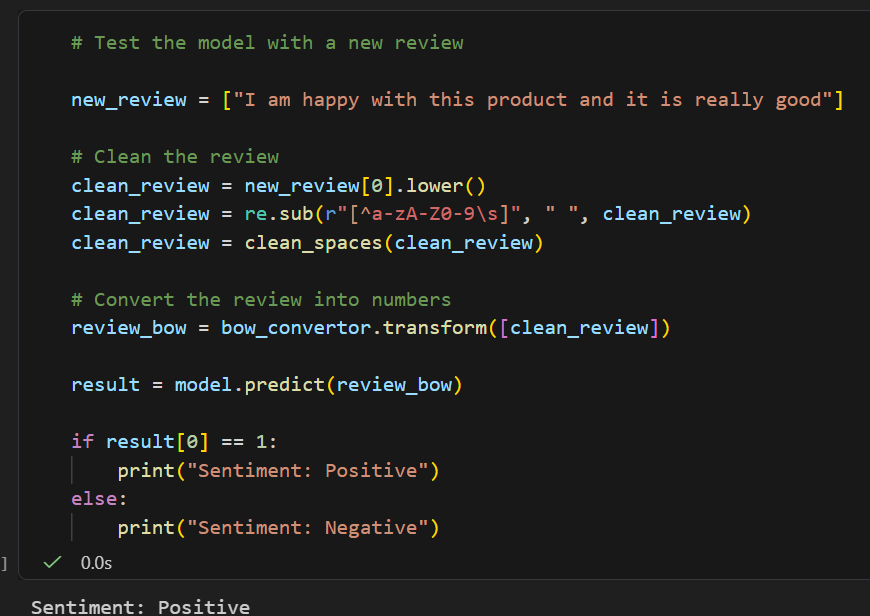 # Test the model with a new review
new_review = ["I am happy with this product and it is really good"]
# Clean the review
clean_review = new_review[0].lower()
clean_review = re.sub(r"[^a-zA-Z0-9\s]", " ", clean_review)
clean_review = clean_spaces(clean_review)
# Convert the review into numbers
review_bow = bow_convertor.transform([clean_review])
result = model.predict(review_bow)
if result[0] == 1:
    print("Sentiment: Positive")
else:
    print("Sentiment: Negative")
] ✓ 0.0s
Sentiment: Positive